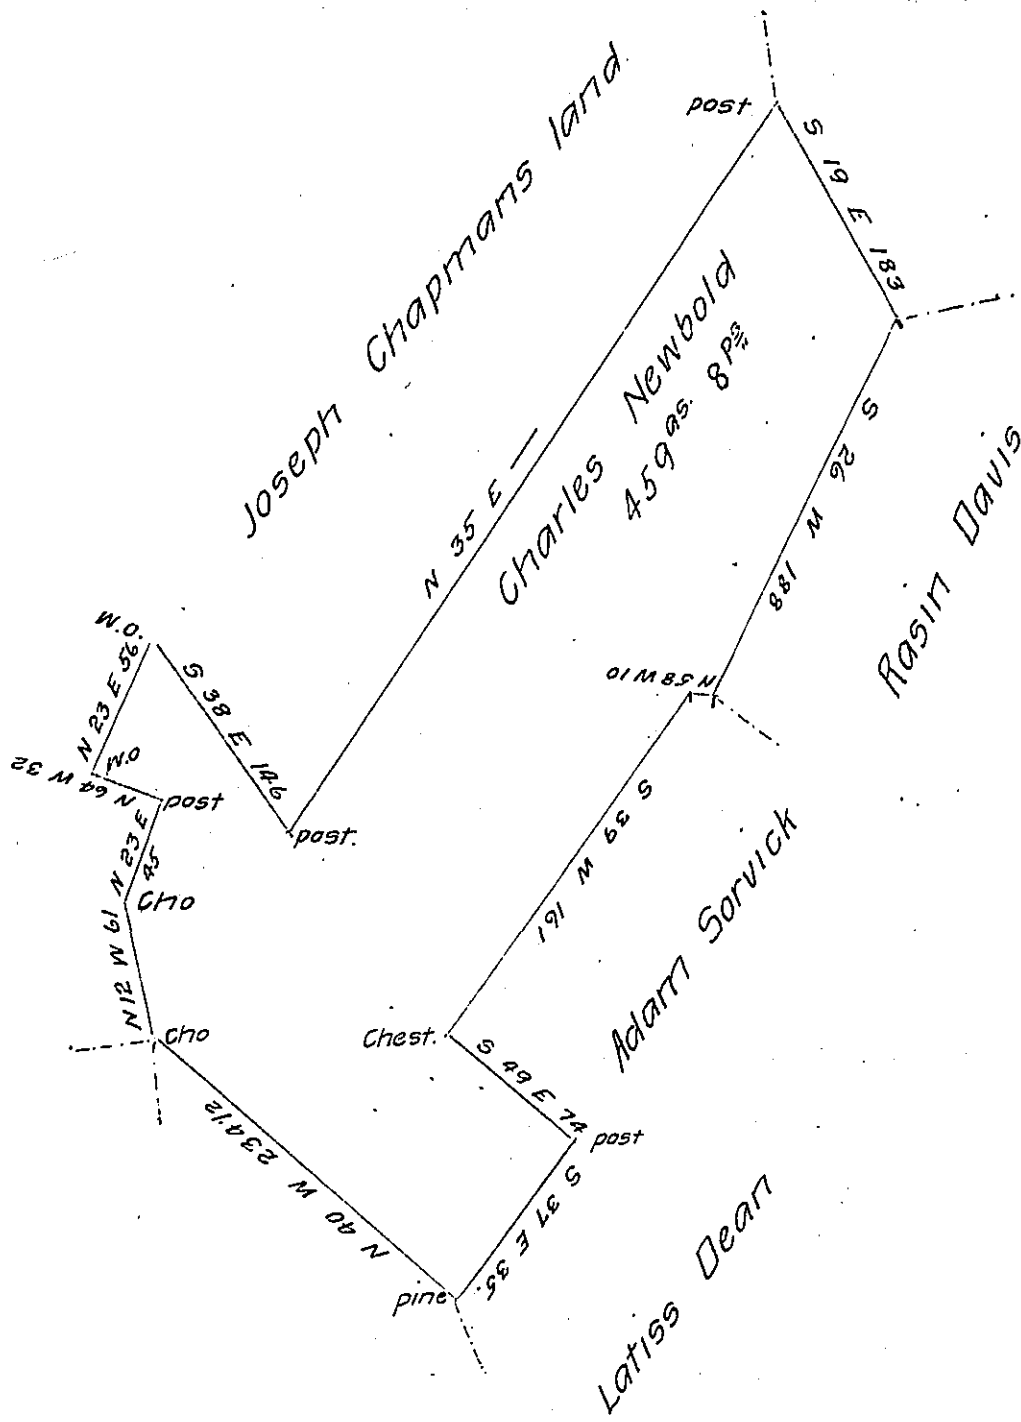 Joseph Chapmans land
post
S 19 E 183
Charles Newbold
459 as. 8 ps
N 35 E —
S 26 W 188
Rasin Davis
W.O.
N 23 E 56
S 38 E 146
N 58 W 10
W.O
N 64 W 32
post
post.
N 23 E
45
S 39 W 161
Cho
N 12 W 61
Adam Sorvick
Cho
Chest.
S 49 E 74
post
N 40 W 234 1/2
S 37 E 35.
pine
Latiss Dean